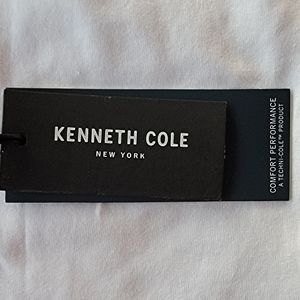 KENNETH COLE
NEW YORK
COMFORT PERFORMANCE
A TECHNI-COLE™ PRODUCT